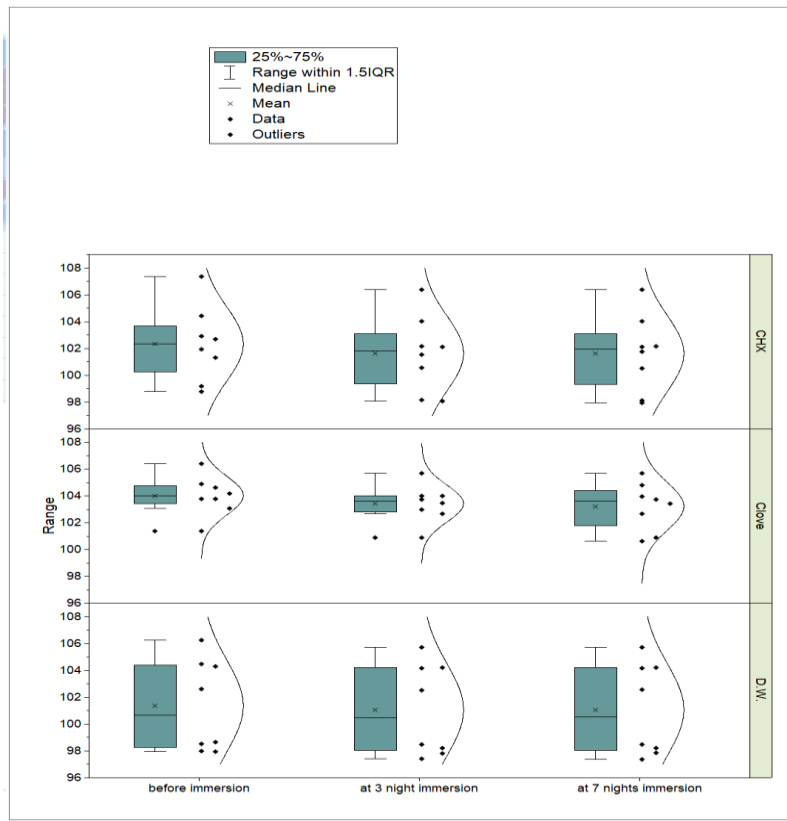 25%~75%
Range within 1.5IQR
Median Line
Mean
Data
Outliers
108
106
104
102
100
98
96
CHX
108
106
104
102
100
98
96
Clove
Range
108
106
104
102
100
98
96
D.W.
before immersion
at 3 night immersion
at 7 nights immersion